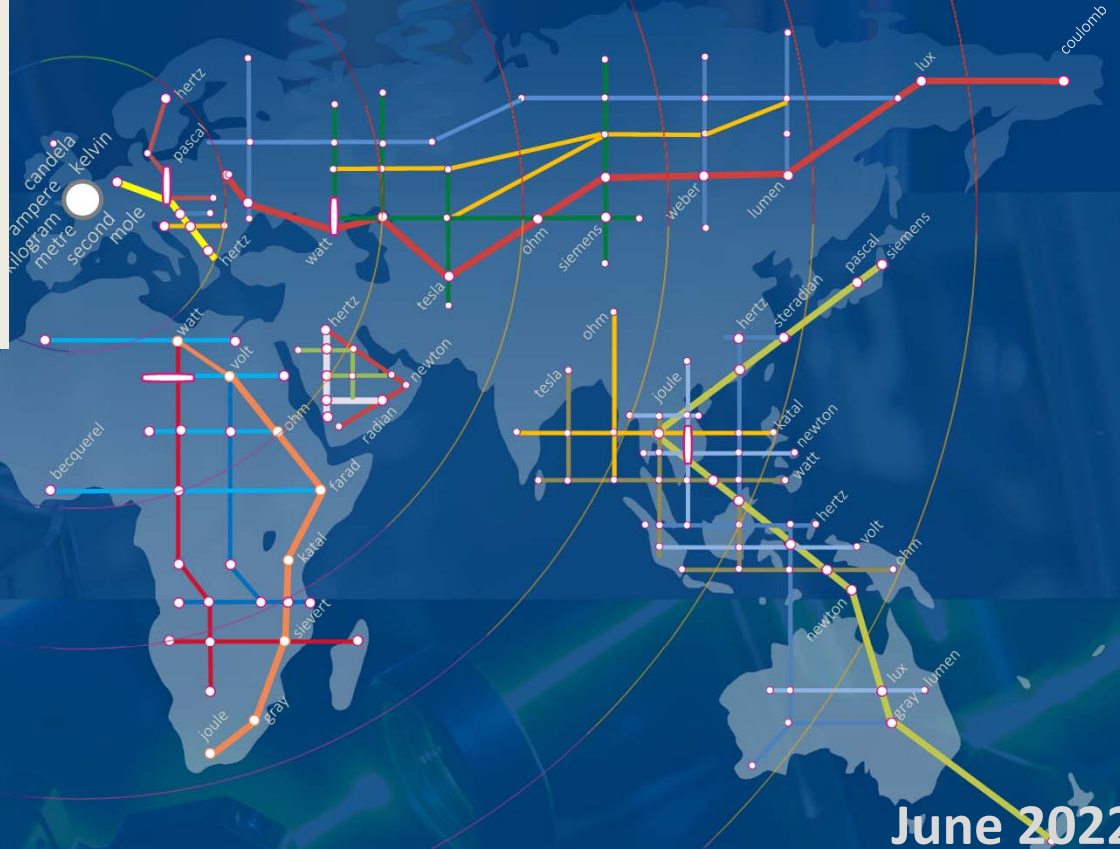 coulomb
lux
hertz
pascal
candela
kelvin
ampere
kilogram
metre
second
mole
hertz
watt
tesla
ohm
siemens
weber
lumen
siemens
pascal
steradian
hertz
ohm
hertz
newton
radian
watt
volt
ohm
becquerel
farad
katal
sievert
gray
joule
tesla
joule
katal
newton
watt
hertz
volt
ohm
newton
lux
lumen
gray
June 2022